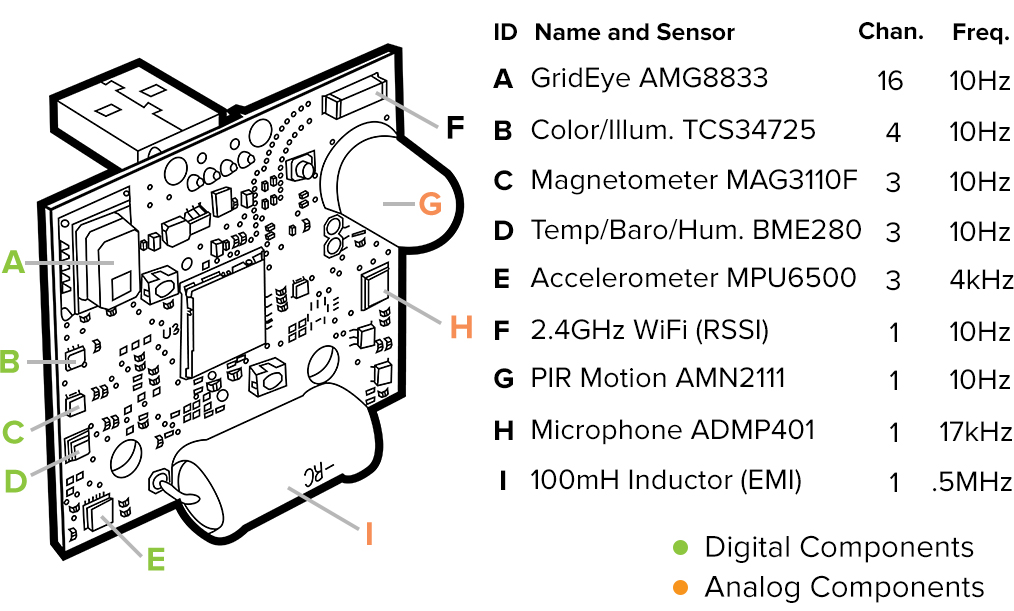 ID Name and Sensor Chan. Freq.
A GridEye AMG8833 16 10Hz
B Color/Illum. TCS34725 4 10Hz
C Magnetometer MAG3110F 3 10Hz
D Temp/Baro/Hum. BME280 3 10Hz
E Accelerometer MPU6500 3 4kHz
F 2.4GHz WiFi (RSSI) 1 10Hz
G PIR Motion AMN2111 1 10Hz
H Microphone ADMP401 1 17kHz
I 100mH Inductor (EMI) 1 .5MHz
Digital Components
Analog Components
F
G
A
H
U3
B
C
D
-RC
I
E